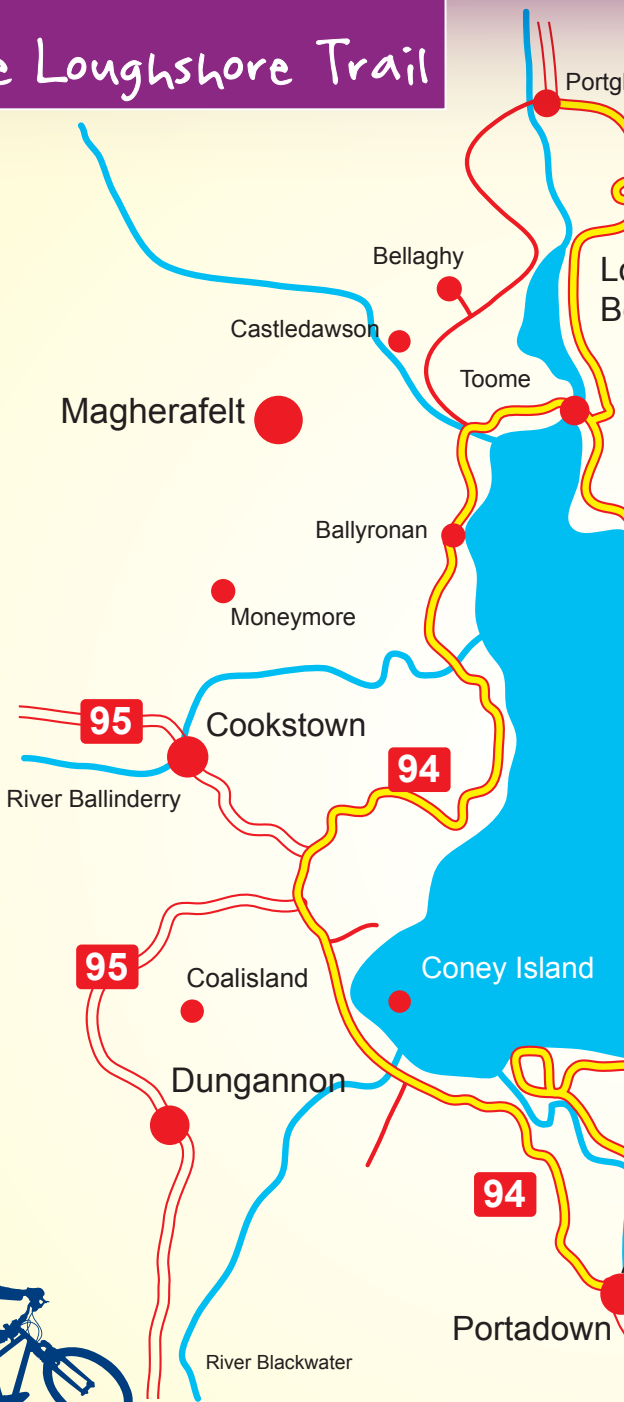 Loughshore Trail
Bellaghy
Castledawson
Toome
Magherafelt
Ballyronan
Moneymore
95
Cookstown
94
River Ballinderry
95
Coalisland
Coney Island
Dungannon
94
Portadown
River Blackwater